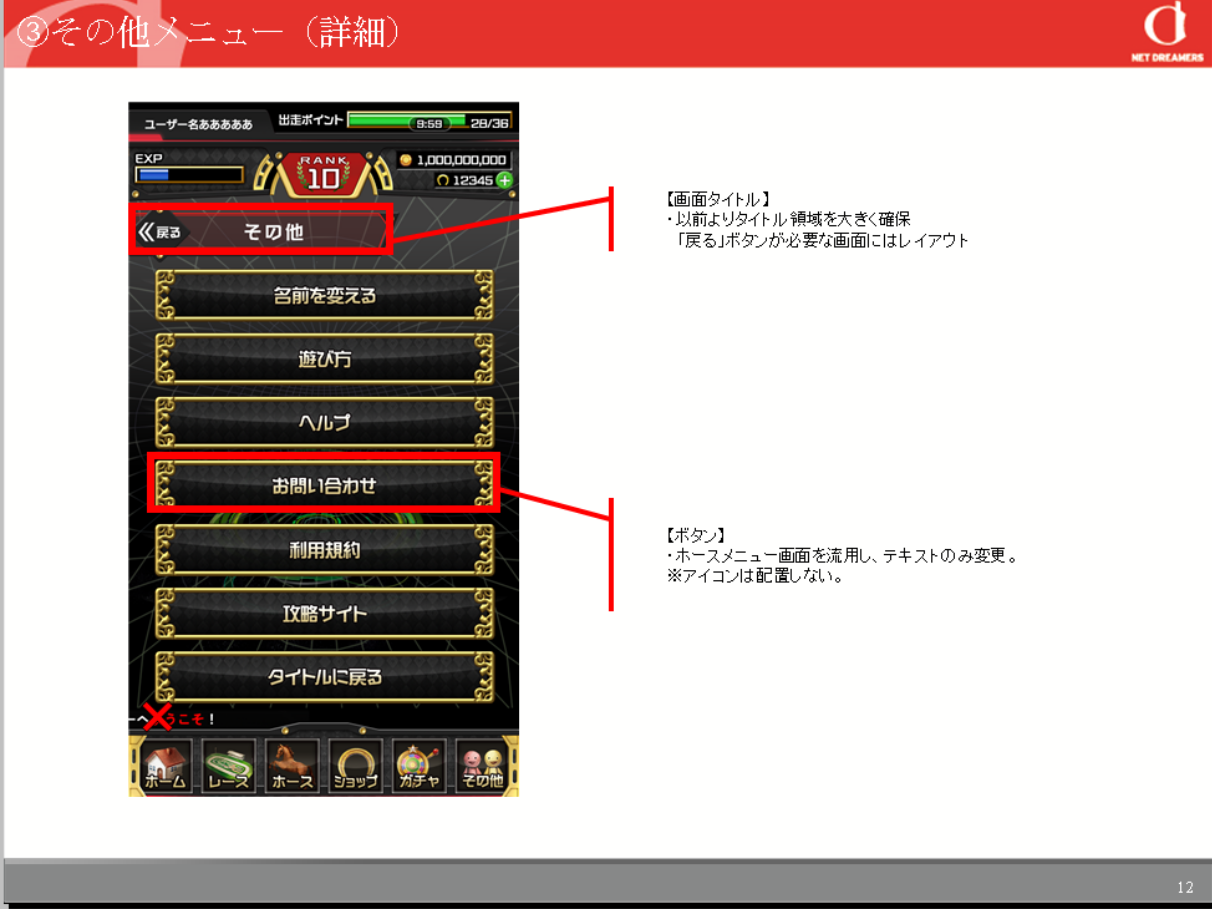 ③その他メニュー（詳細）
NET DREAMERS
ユーザー名あああああ
出走ポイント
9:59
28/36
EXP
RANK
10
1,000,000,000
12345
戻る
その他
名前を変える
遊び方
ヘルプ
お問い合わせ
利用規約
攻略サイト
タイトルに戻る
ーへ
うこそ！
ホーム
レース
ホース
ショップ
ガチャ
その他
【画面タイトル】
・以前よりタイトル領域を大きく確保
「戻る」ボタンが必要な画面にはレイアウト
【ボタン】
・ホースメニュー画面を流用し、テキストのみ変更。
※アイコンは配置しない。
12